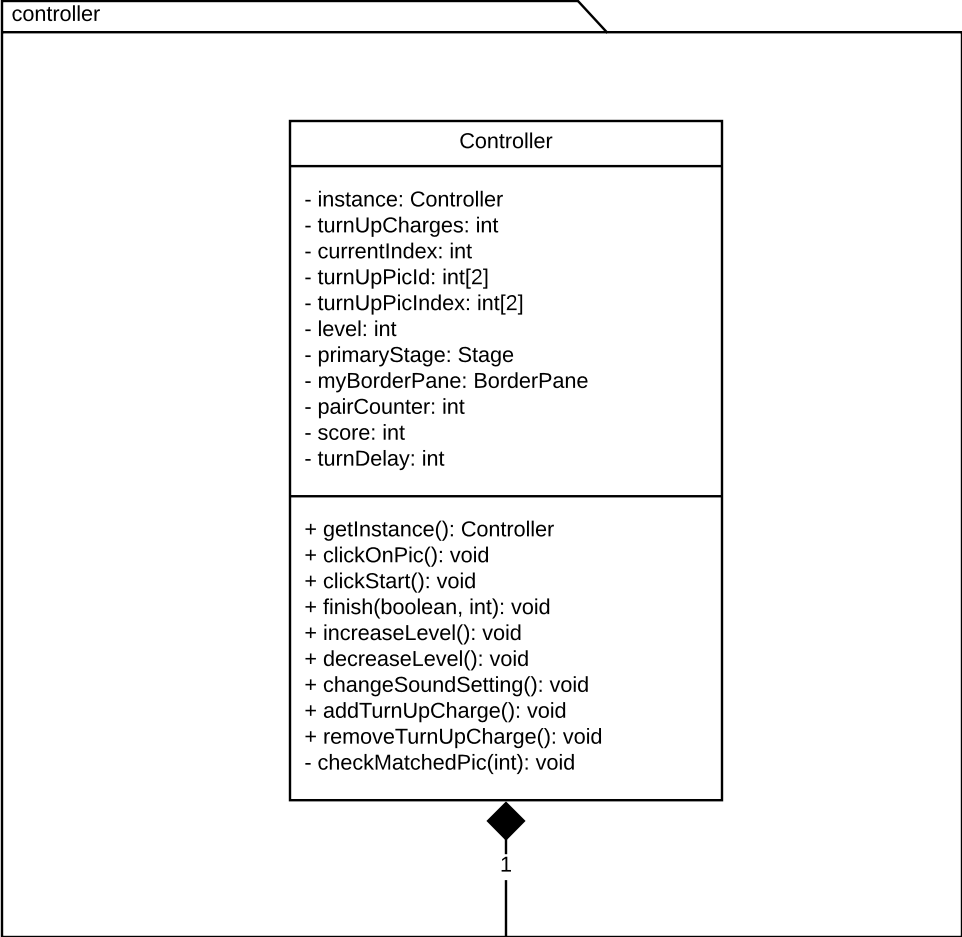 controller
Controller
- instance: Controller
- turnUpCharges: int
- currentIndex: int
- turnUpPicId: int[2]
- turnUpPicIndex: int[2]
- level: int
- primaryStage: Stage
- myBorderPane: BorderPane
- pairCounter: int
- score: int
- turnDelay: int
+ getInstance(): Controller
+ clickOnPic(): void
+ clickStart(): void
+ finish(boolean, int): void
+ increaseLevel(): void
+ decreaseLevel(): void
+ changeSoundSetting(): void
+ addTurnUpCharge(): void
+ removeTurnUpCharge(): void
- checkMatchedPic(int): void
1